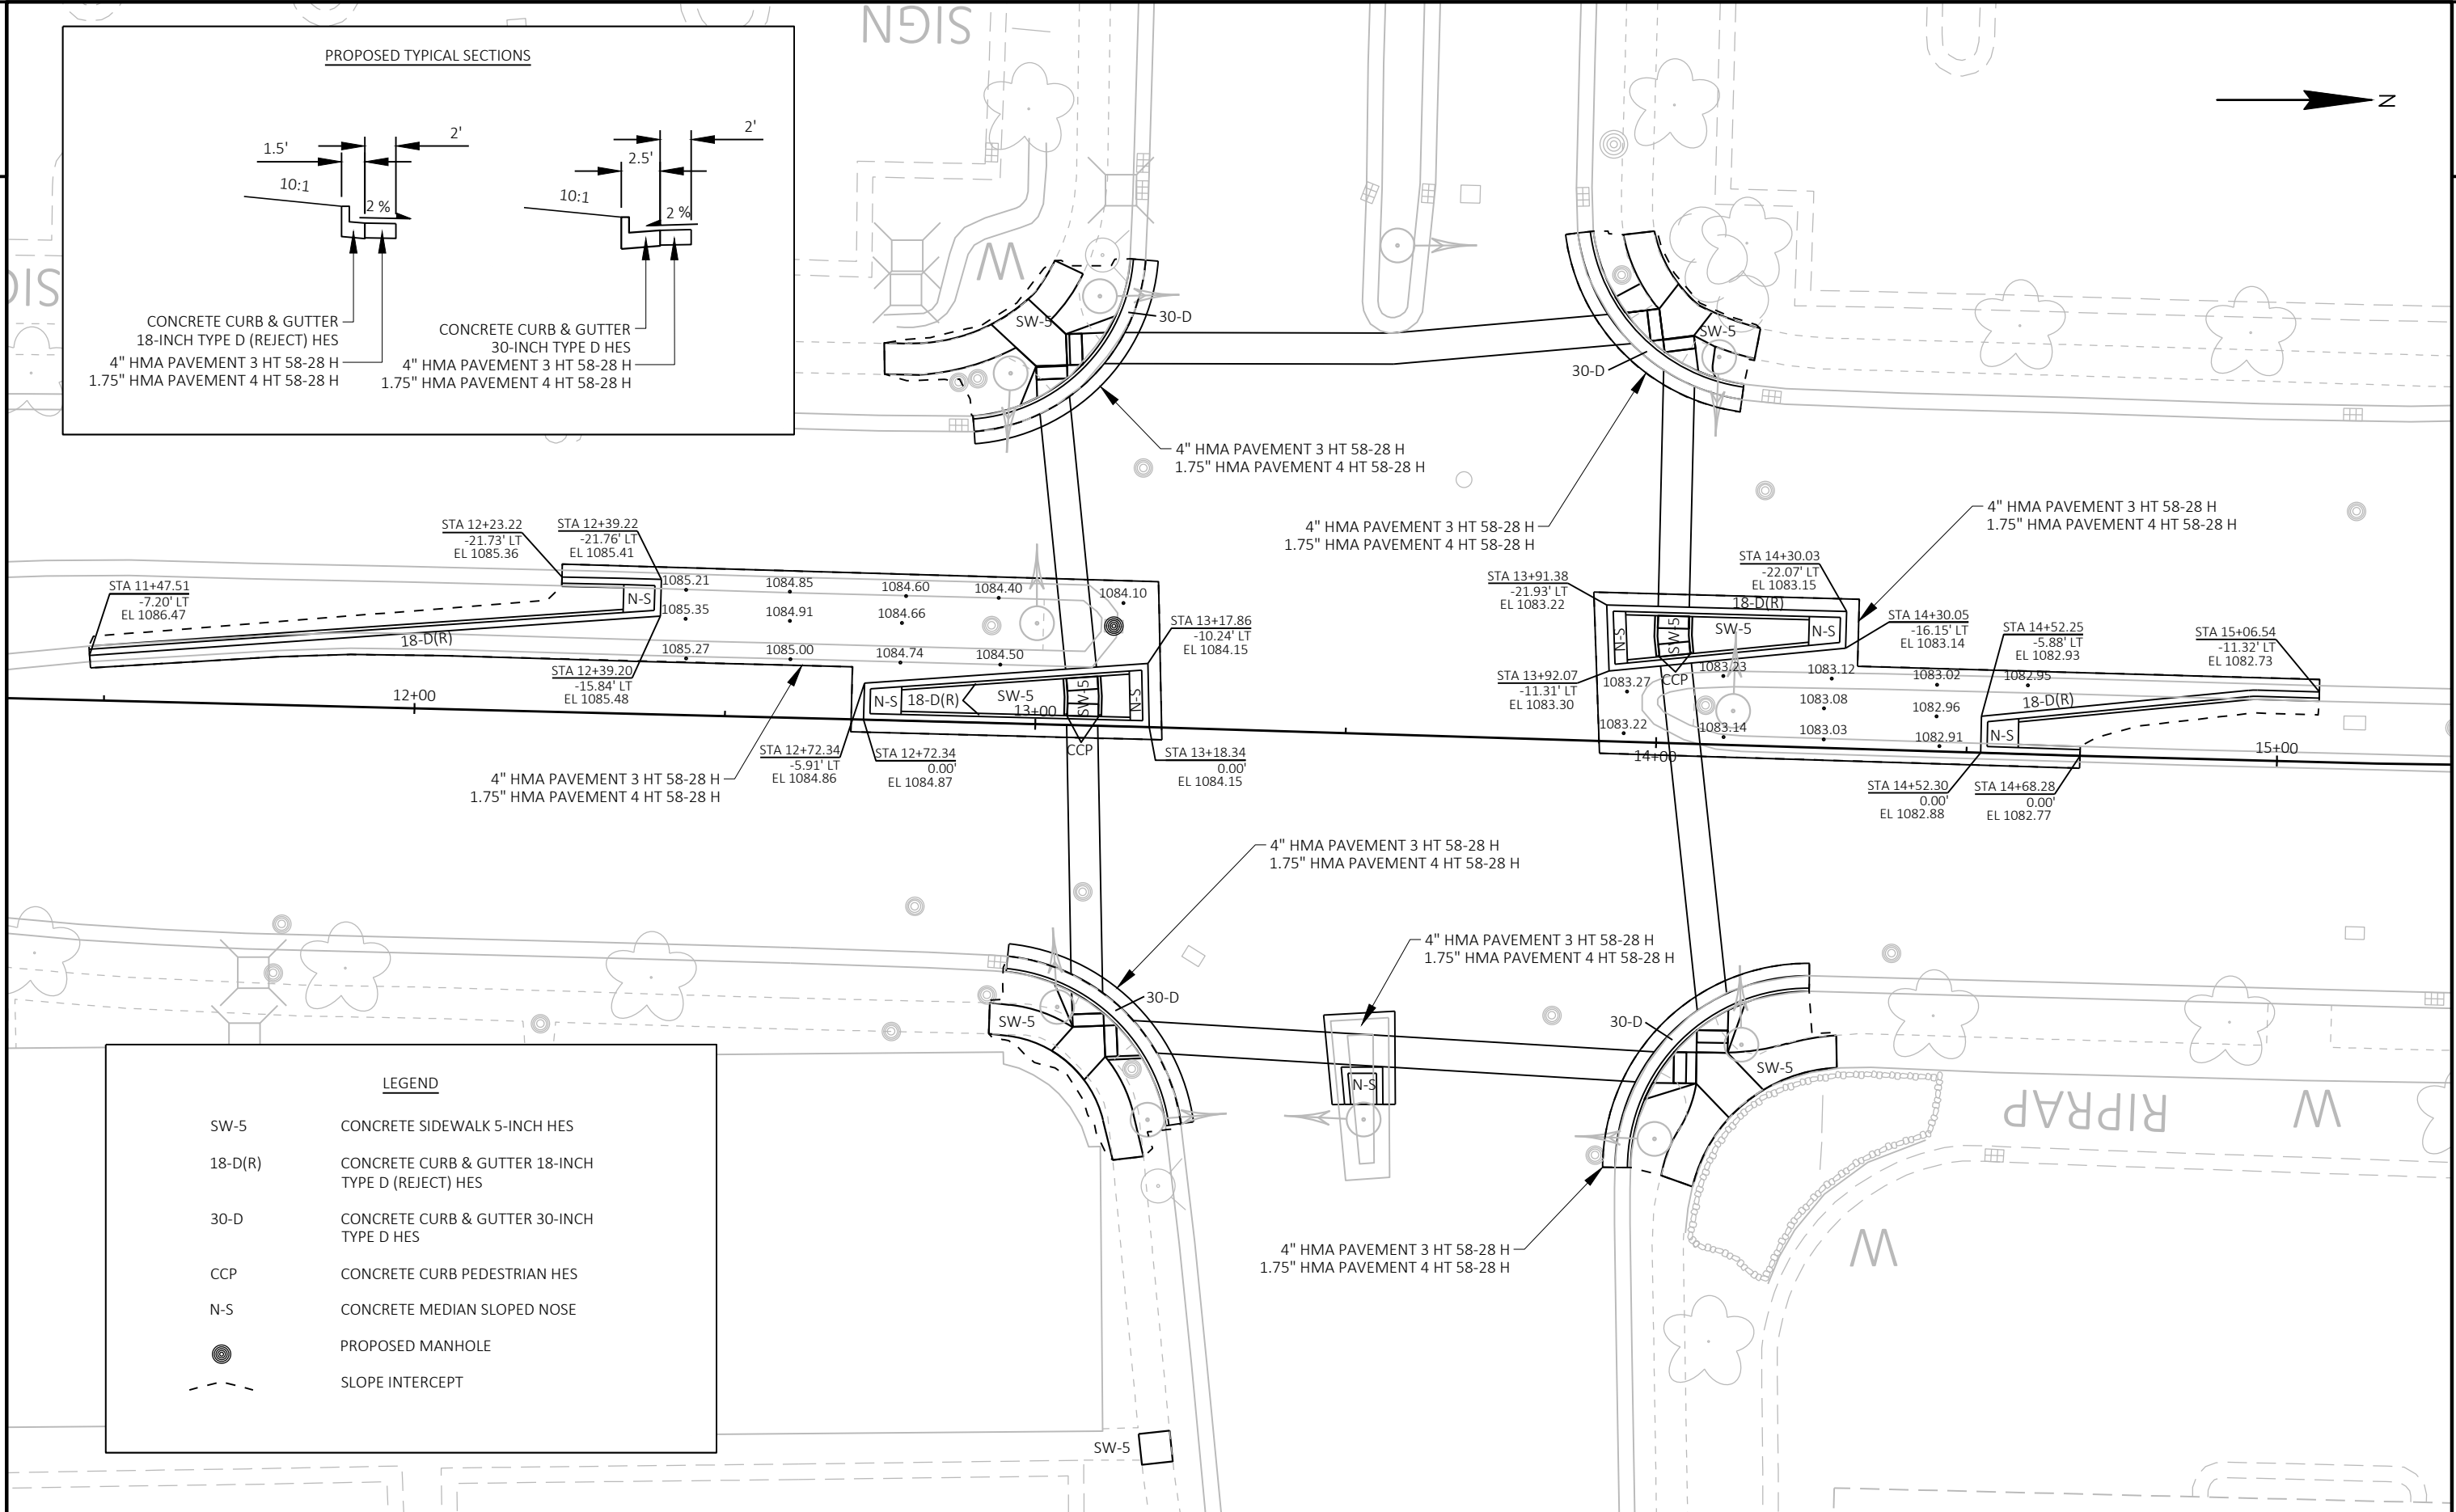 SIGN
PROPOSED TYPICAL SECTIONS
1.5'
2'
10:1
2 %
2'
2.5'
10:1
2 %
CONCRETE CURB & GUTTER
18-INCH TYPE D (REJECT) HES
4" HMA PAVEMENT 3 HT 58-28 H
1.75" HMA PAVEMENT 4 HT 58-28 H
CONCRETE CURB & GUTTER
30-INCH TYPE D HES
4" HMA PAVEMENT 3 HT 58-28 H
1.75" HMA PAVEMENT 4 HT 58-28 H
N
W
SW-5
30-D
SW-5
30-D
4" HMA PAVEMENT 3 HT 58-28 H
1.75" HMA PAVEMENT 4 HT 58-28 H
4" HMA PAVEMENT 3 HT 58-28 H
1.75" HMA PAVEMENT 4 HT 58-28 H
4" HMA PAVEMENT 3 HT 58-28 H
1.75" HMA PAVEMENT 4 HT 58-28 H
STA 11+47.51
-7.20' LT
EL 1086.47
STA 12+23.22
-21.73' LT
EL 1085.36
STA 12+39.22
-21.76' LT
EL 1085.41
N-S
18-D(R)
STA 12+39.20
-15.84' LT
EL 1085.48
12+00
1085.21
1084.85
1084.60
1084.40
1084.10
1085.35
1084.91
1084.66
1085.27
1085.00
1084.74
1084.50
STA 13+17.86
-10.24' LT
EL 1084.15
N-S
18-D(R)
SW-5
SW-5
N-S
13+00
CCP
STA 12+72.34
-5.91' LT
EL 1084.86
STA 12+72.34
0.00'
EL 1084.87
STA 13+18.34
0.00'
EL 1084.15
4" HMA PAVEMENT 3 HT 58-28 H
1.75" HMA PAVEMENT 4 HT 58-28 H
STA 13+91.38
-21.93' LT
EL 1083.22
STA 14+30.03
-22.07' LT
EL 1083.15
18-D(R)
N-S
SW-5
SW-5
N-S
STA 14+30.05
-16.15' LT
EL 1083.14
STA 14+52.25
-5.88' LT
EL 1082.93
STA 15+06.54
-11.32' LT
EL 1082.73
STA 13+92.07
-11.31' LT
EL 1083.30
CCP
1083.27
1083.23
1083.12
1083.02
1082.95
1083.08
1082.96
1083.22
1083.14
1083.03
1082.91
18-D(R)
N-S
14+00
15+00
STA 14+52.30
0.00'
EL 1082.88
STA 14+68.28
0.00'
EL 1082.77
4" HMA PAVEMENT 3 HT 58-28 H
1.75" HMA PAVEMENT 4 HT 58-28 H
4" HMA PAVEMENT 3 HT 58-28 H
1.75" HMA PAVEMENT 4 HT 58-28 H
30-D
SW-5
N-S
30-D
SW-5
RIPRAP
W
W
4" HMA PAVEMENT 3 HT 58-28 H
1.75" HMA PAVEMENT 4 HT 58-28 H
SW-5
LEGEND
SW-5 CONCRETE SIDEWALK 5-INCH HES
18-D(R) CONCRETE CURB & GUTTER 18-INCH
TYPE D (REJECT) HES
30-D CONCRETE CURB & GUTTER 30-INCH
TYPE D HES
CCP CONCRETE CURB PEDESTRIAN HES
N-S CONCRETE MEDIAN SLOPED NOSE
PROPOSED MANHOLE
SLOPE INTERCEPT